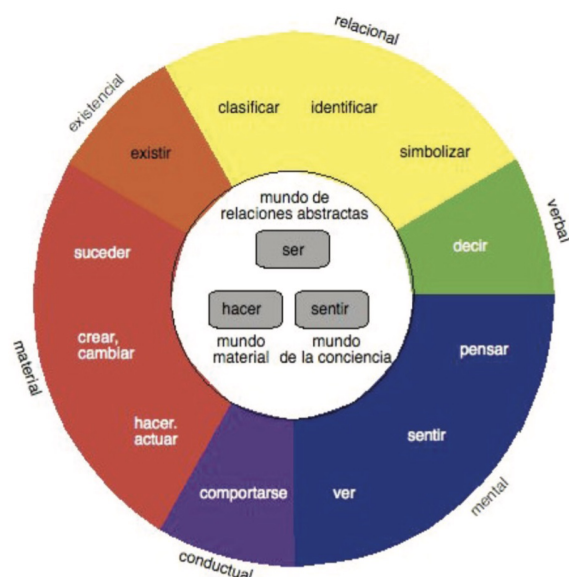 relacional
existencial
clasificar
identificar
existir
simbolizar
mundo de
relaciones abstractas
ser
verbal
suceder
decir
hacer
sentir
mundo
material
mundo
de la conciencia
crear,
cambiar
pensar
material
hacer.
actuar
sentir
comportarse
ver
mental
conductual